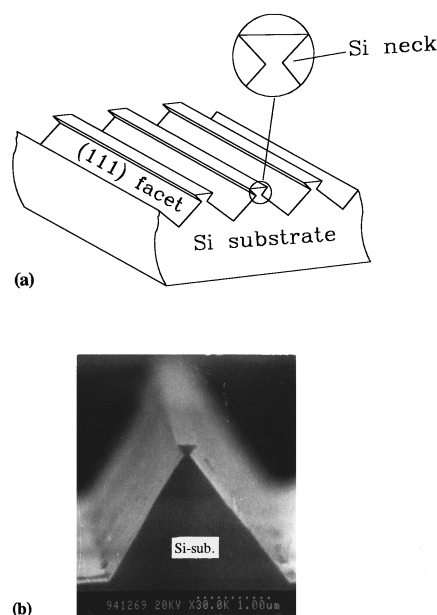 Si neck
(111) facet
Si substrate
(a)
Si-sub.
941269 20KV X30.0K 1.00um
(b)